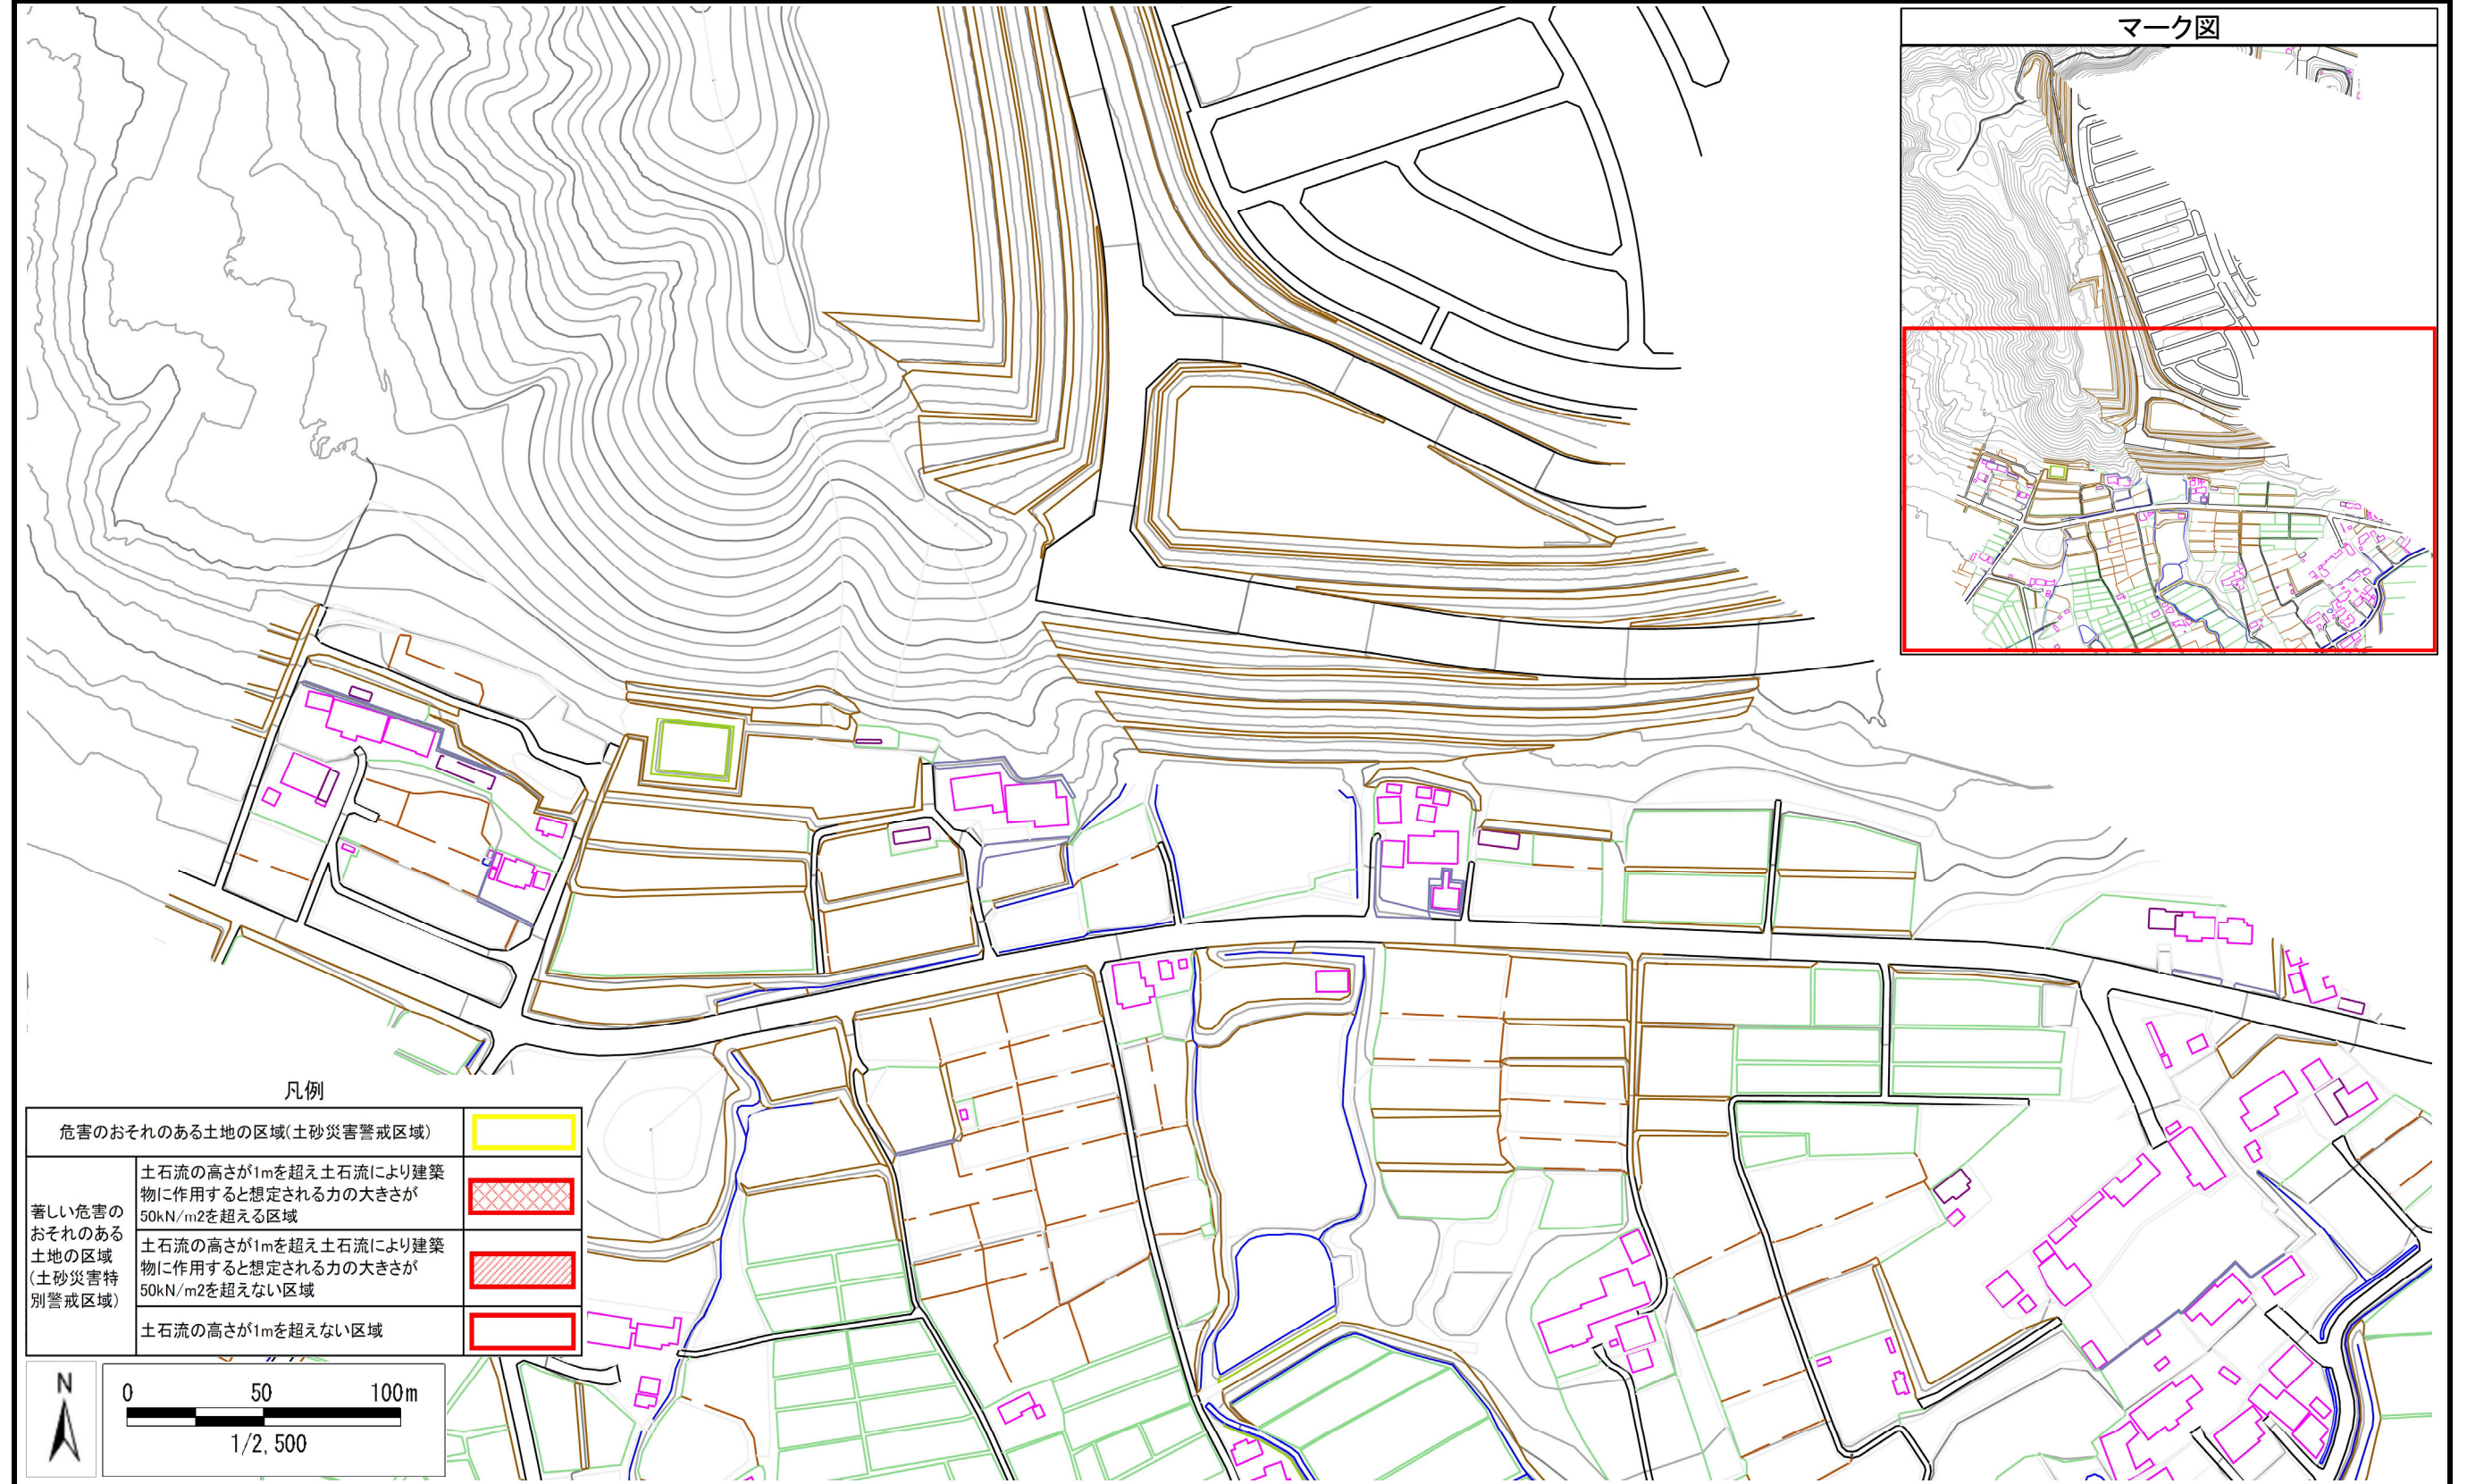 マーク図
凡例
危害のおそれのある土地の区域(土砂災害警戒区域)
著しい危害の
おそれのある
土地の区域
(土砂災害特
別警戒区域)
土石流の高さが1mを超え土石流により建築
物に作用すると想定される力の大きさが
50kN/m2を超える区域
土石流の高さが1mを超え土石流により建築
物に作用すると想定される力の大きさが
50kN/m2を超えない区域
土石流の高さが1mを超えない区域
N
0 50 100m
1/2,500